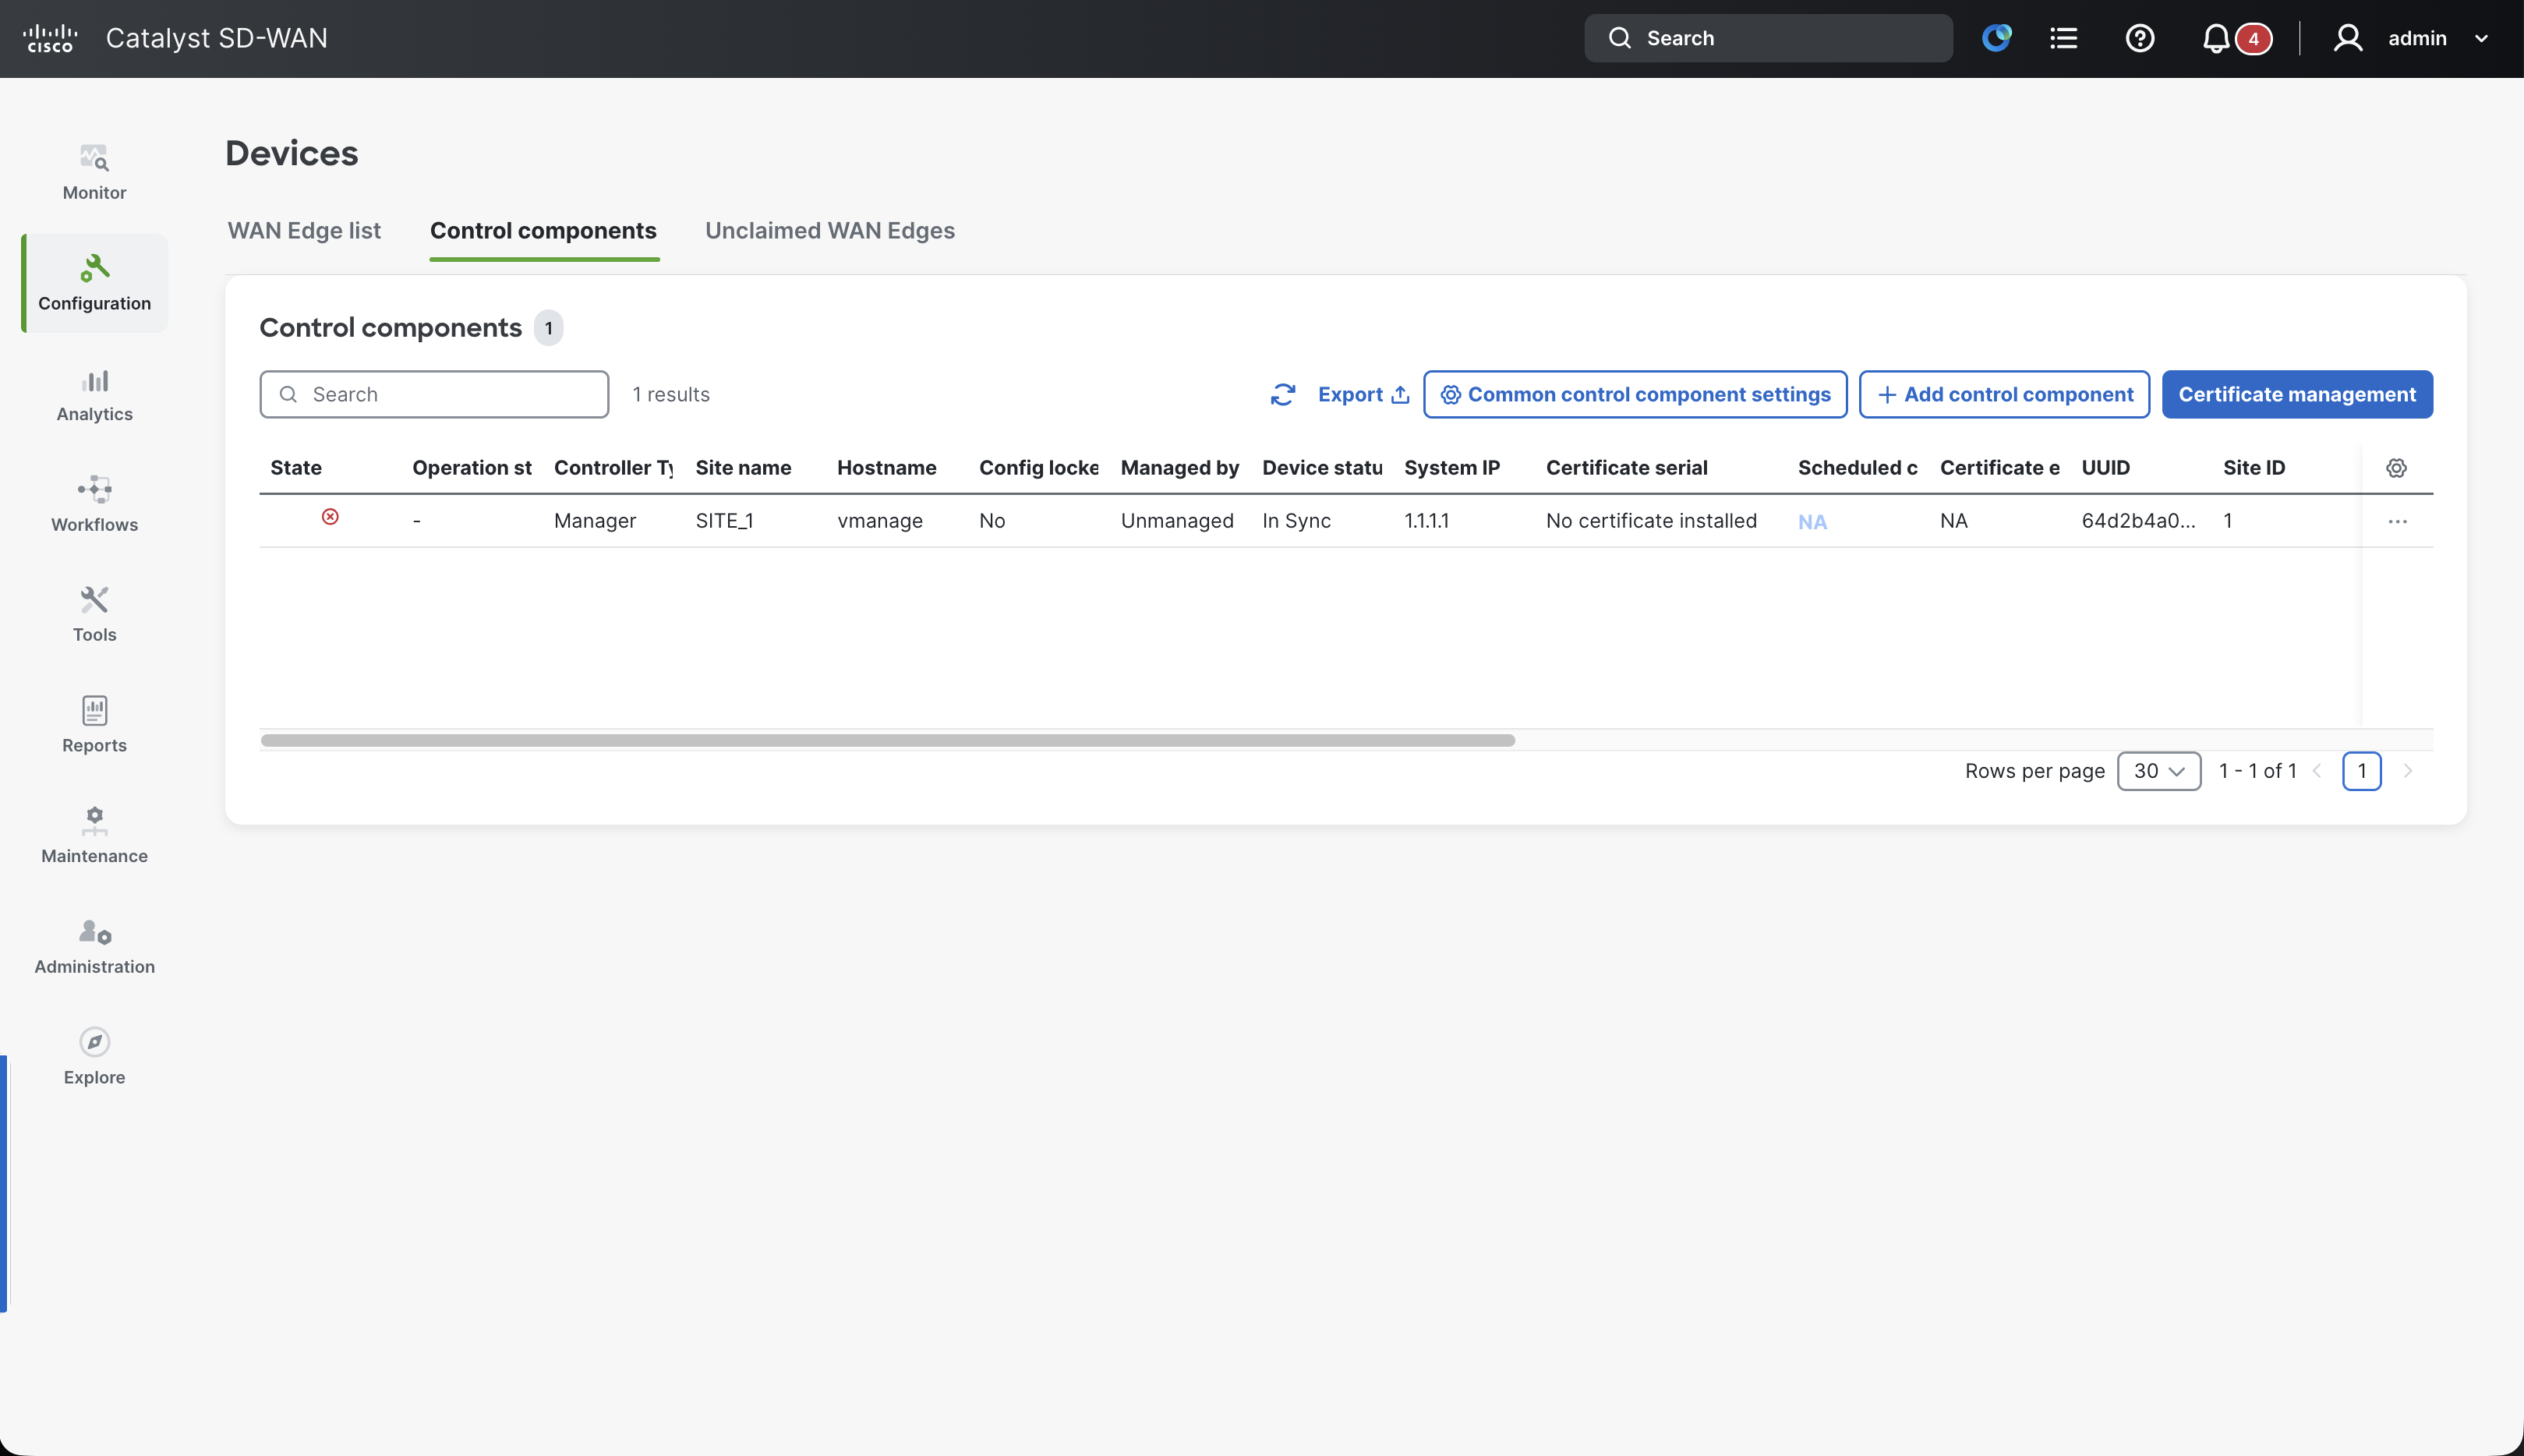 CISCO
Catalyst SD-WAN
Search
4
admin
Monitor
Configuration
Analytics
Workflows
Tools
Reports
Maintenance
Administration
Explore
Devices
WAN Edge list Control components Unclaimed WAN Edges
Control components 1
Search
1 results
Export
Common control component settings
Add control component
Certificate management
State Operation st Controller Ty Site name Hostname Config locke Managed by Device statu System IP Certificate serial Scheduled c Certificate e UUID Site ID
- Manager SITE_1 vmanage No Unmanaged In Sync 1.1.1.1 No certificate installed NA NA 64d2b4a0... 1
Rows per page 30 1 - 1 of 1 1